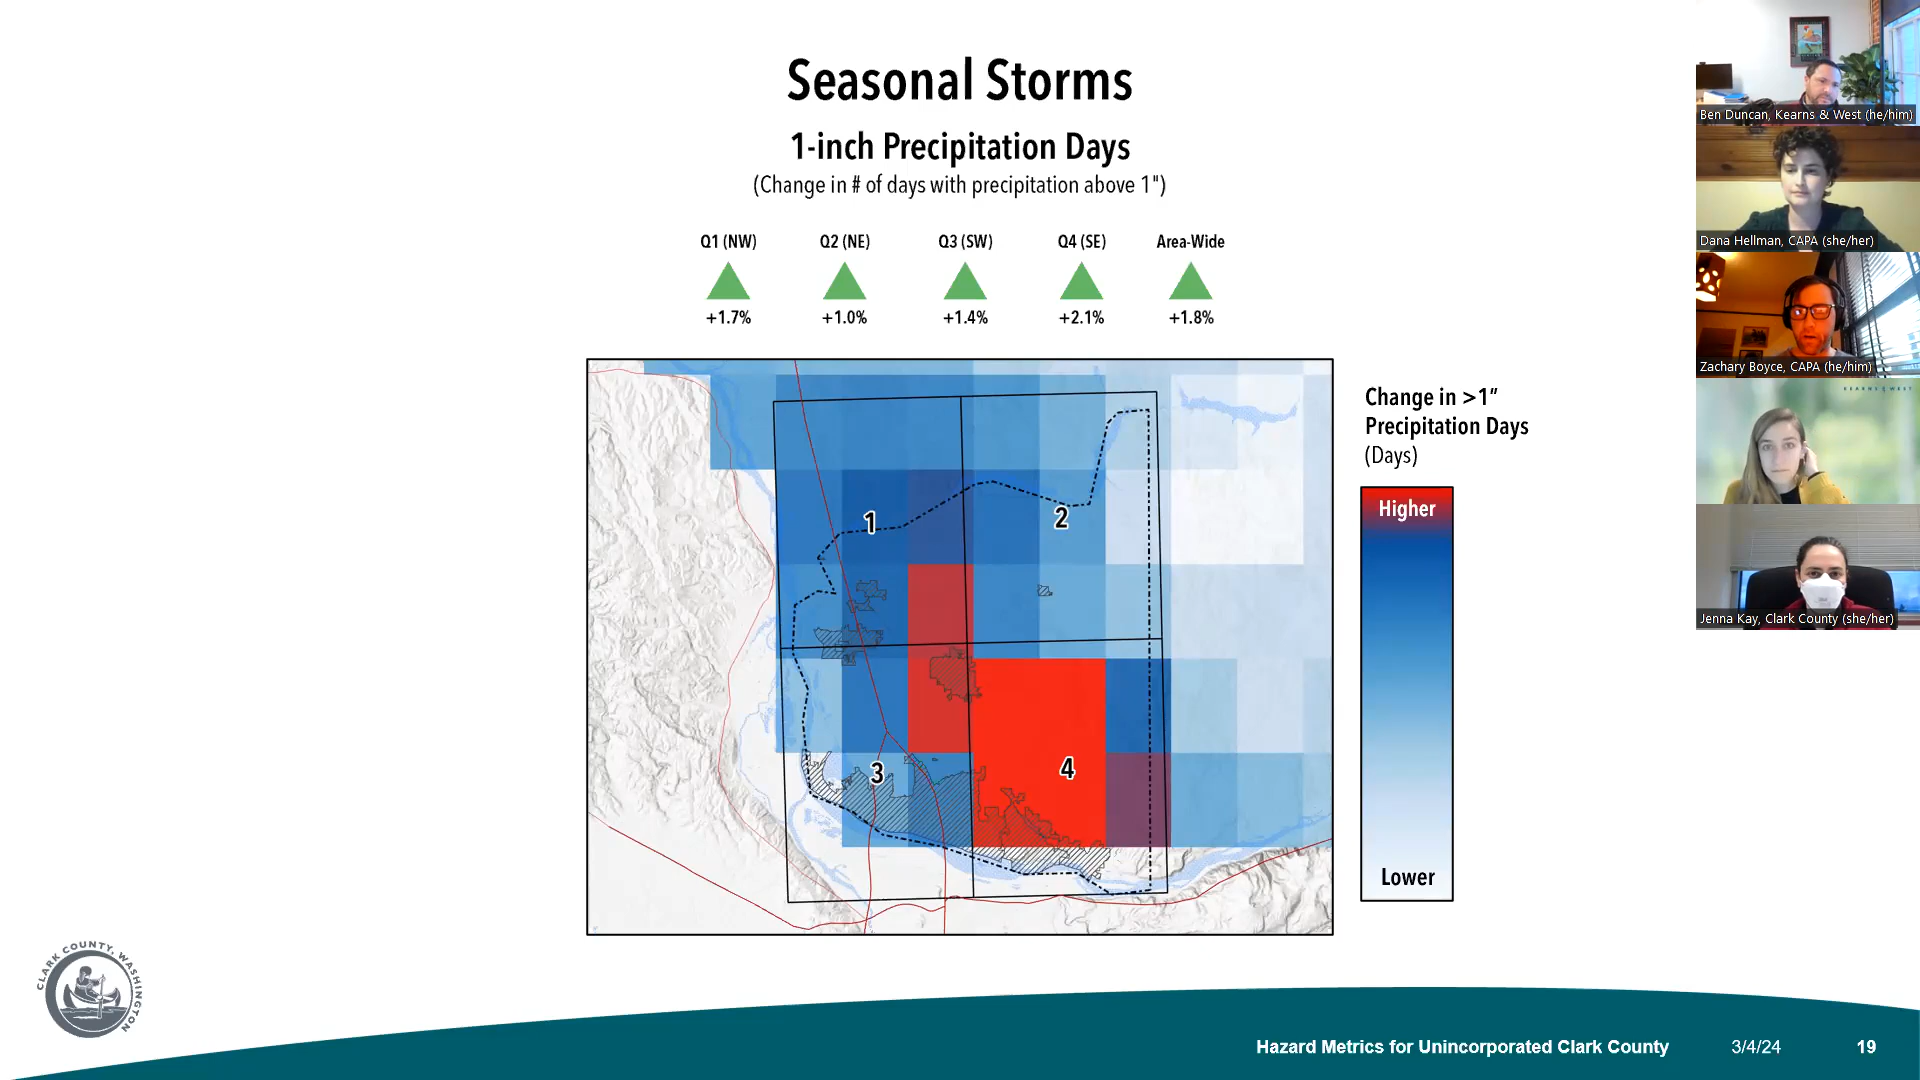 Seasonal Storms
1-inch Precipitation Days
(Change in # of days with precipitation above 1")
Q1 (NW) Q2 (NE) Q3 (SW) Q4 (SE) Area-Wide
+1.7% +1.0% +1.4% +2.1% +1.8%
1
2
3
4
Change in >1”
Precipitation Days
(Days)
Higher
Lower
CLARK COUNTY, WASHINGTON
Hazard Metrics for Unincorporated Clark County 3/4/24 19
Ben Duncan, Kearns & West (he/him)
Dana Hellman, CAPA (she/her)
Zachary Boyce, CAPA (he/him)
KEARNS & WEST
Jenna Kay, Clark County (she/her)